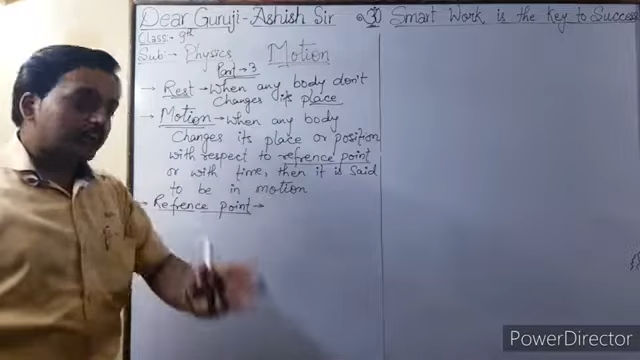 Dear Guruji - Ashish Sir ③ Smart Work is the Key to Success
Class:- 9th
Sub:- Physics Motion
Part → 3
→ Rest → When any body don't
Changes its place
→ Motion → When any body
Changes its place or position
with respect to refrence point
or with time, then it is said
to be in motion
→ Refrence point →
PowerDirector